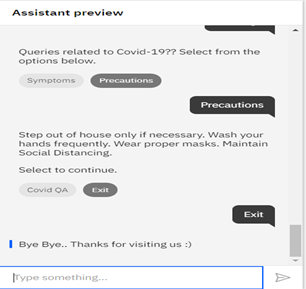 Assistant preview
Queries related to Covid-19?? Select from the
options below.
Symptoms Precautions
Precautions
Step out of house only if necessary. Wash your
hands frequently. Wear proper masks. Maintain
Social Distancing.
Select to continue.
Covid QA Exit
Exit
Bye Bye.. Thanks for visiting us :)
Type something...